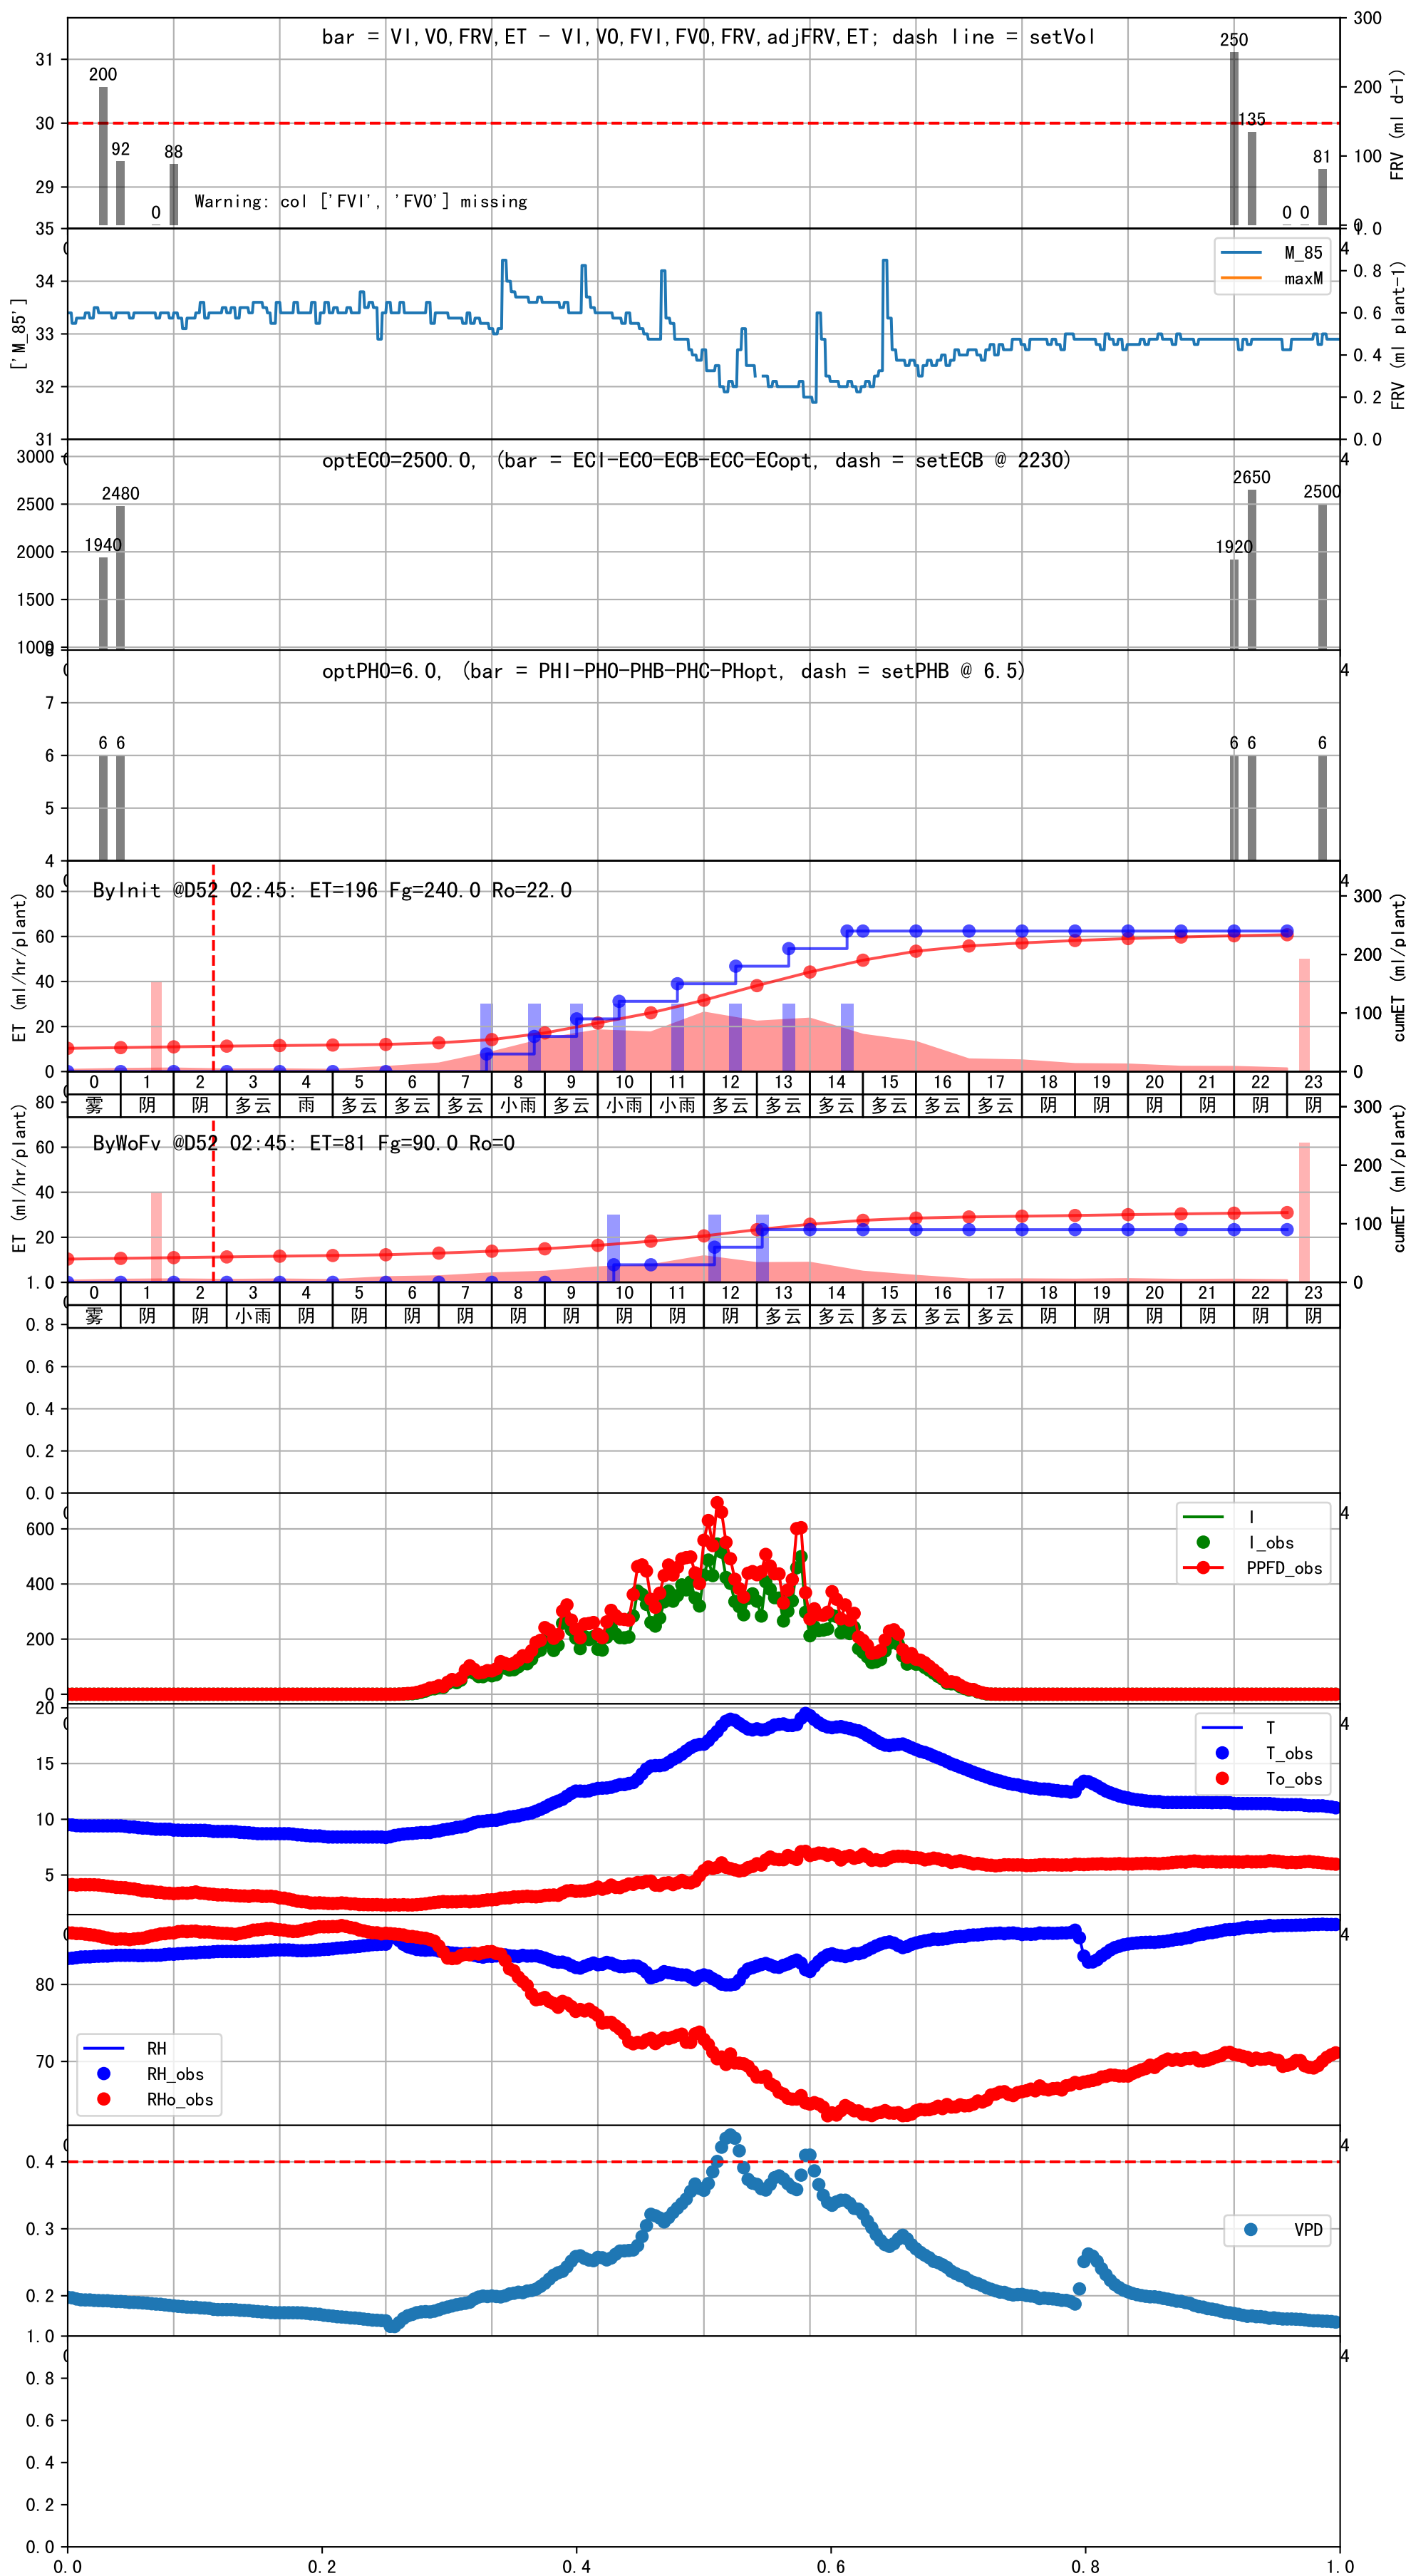 bar = VI,VO,FRV,ET - VI,VO,FVI,FVO,FRV,adjFRV,ET; dash line = setVol
31
30
29
300
200
100
0
FRV (ml d-1)
200
92
0
88
250
135
0
0
81
Warning: col ['FVI', 'FVO'] missing
['M_85']
35
34
33
32
31
1.0
0.8
0.6
0.4
0.2
0.0
FRV (ml plant-1)
M_85
maxM
optECO=2500.0, (bar = ECI-ECO-ECB-ECC-ECopt, dash = setECB @ 2230)
3000
2500
2000
1500
1000
1940
2480
1920
2650
2500
optPHO=6.0, (bar = PHI-PHO-PHB-PHC-PHopt, dash = setPHB @ 6.5)
8
7
6
5
4
6 6
6 6
6
ByInit @D52 02:45: ET=196 Fg=240.0 Ro=22.0
ET (ml/hr/plant)
80
60
40
20
0
300
200
100
0
cumET (ml/plant)
0 1 2 3 4 5 6 7 8 9 10 11 12 13 14 15 16 17 18 19 20 21 22 23
雾 阴 阴 多云 雨 多云 多云 多云 小雨 多云 小雨 小雨 多云 多云 多云 多云 多云 多云 阴 阴 阴 阴 阴 阴
ByWoFv @D52 02:45: ET=81 Fg=90.0 Ro=0
ET (ml/hr/plant)
80
60
40
20
300
200
100
0
cumET (ml/plant)
0 1 2 3 4 5 6 7 8 9 10 11 12 13 14 15 16 17 18 19 20 21 22 23
雾 阴 阴 小雨 阴 阴 阴 阴 阴 阴 阴 阴 阴 多云 多云 多云 多云 多云 阴 阴 阴 阴 阴 阴
1.0
0.8
0.6
0.4
0.2
0.0
600
400
200
0
I
I_obs
PPFD_obs
20
15
10
5
T
T_obs
To_obs
80
70
RH
RH_obs
RHo_obs
0.4
0.3
0.2
VPD
1.0
0.8
0.6
0.4
0.2
0.0
0.0 0.2 0.4 0.6 0.8 1.0